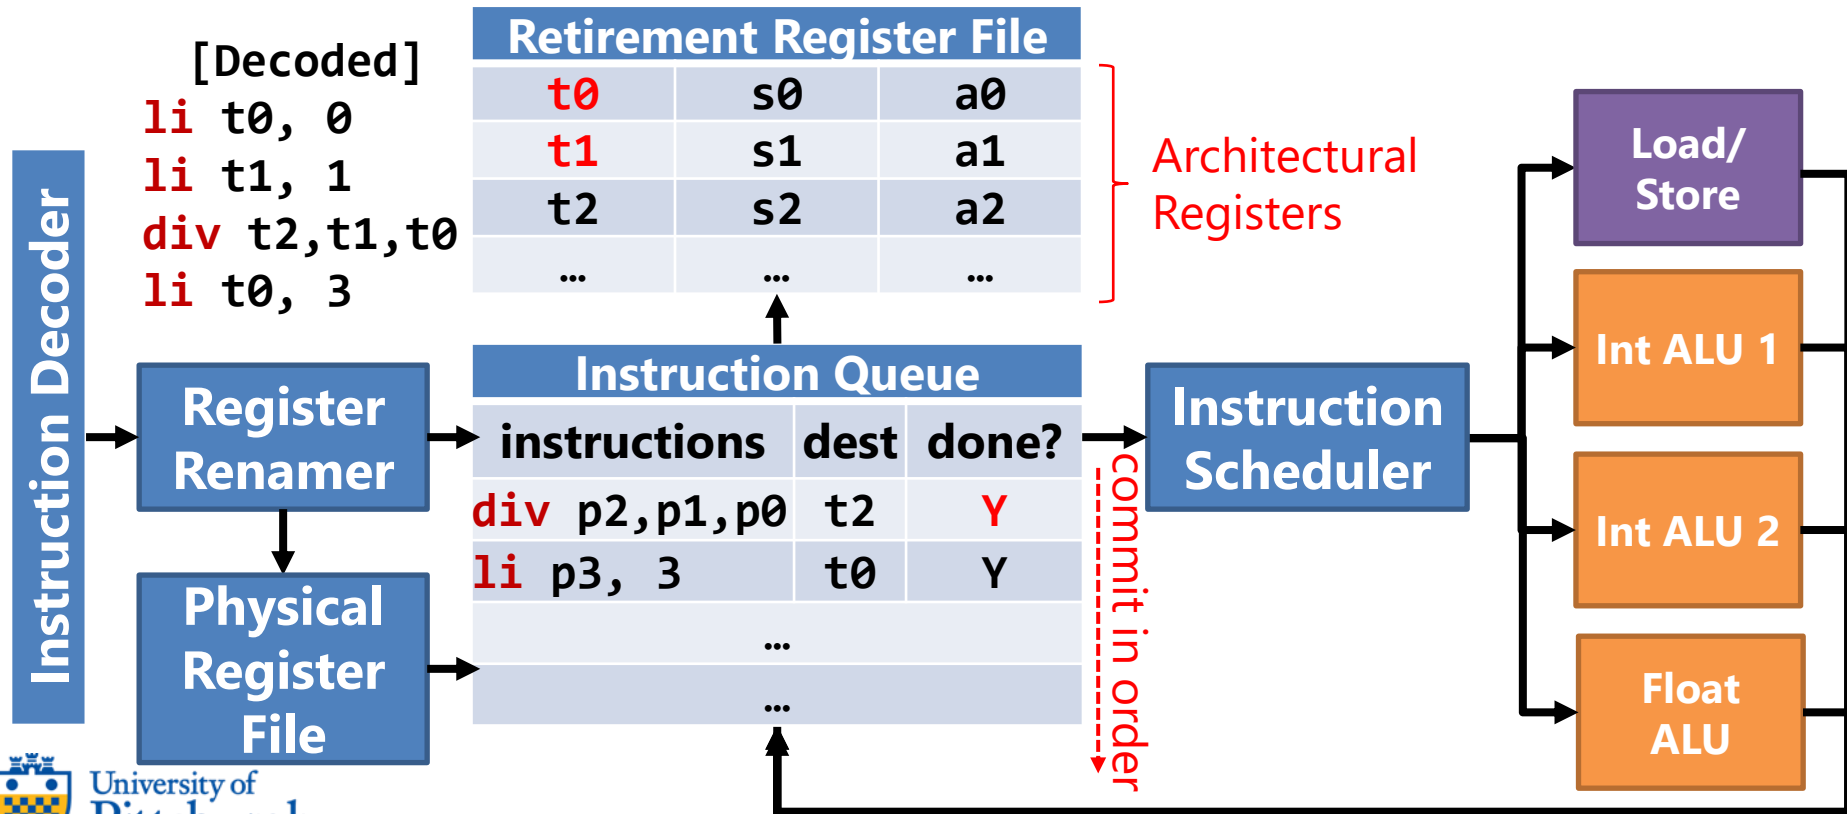 [Decoded]
li t0, 0
li t1, 1
div t2,t1,t0
li t0, 3
Instruction Decoder
Retirement Register File
t0 s0 a0
t1 s1 a1
t2 s2 a2
… … …
Architectural
Registers
Register
Renamer
Physical
Register
File
Instruction Queue
instructions dest done?
div p2,p1,p0 t2 Y
li p3, 3 t0 Y
…
…
commit in order
Instruction
Scheduler
Load/
Store
Int ALU 1
Int ALU 2
Float
ALU
University of